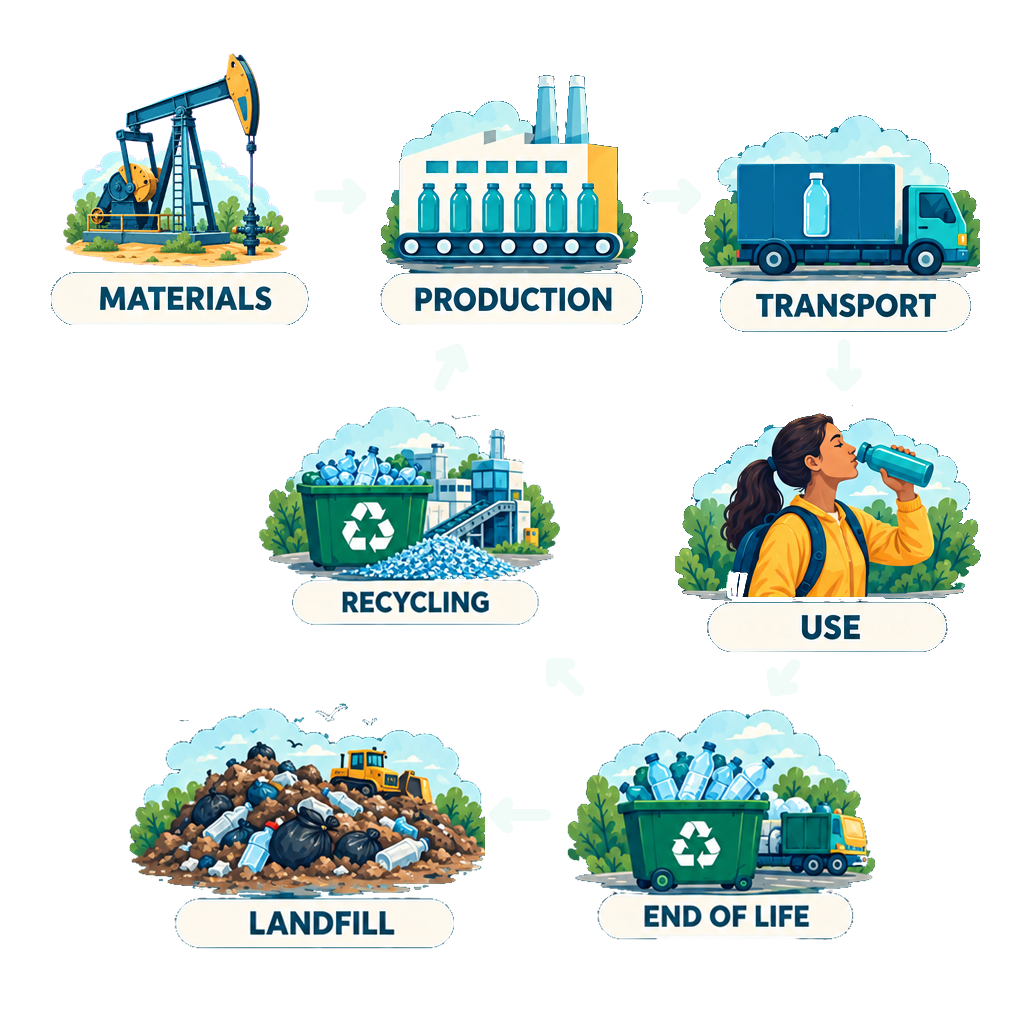 MATERIALS
PRODUCTION
TRANSPORT
RECYCLING
USE
LANDFILL
END OF LIFE